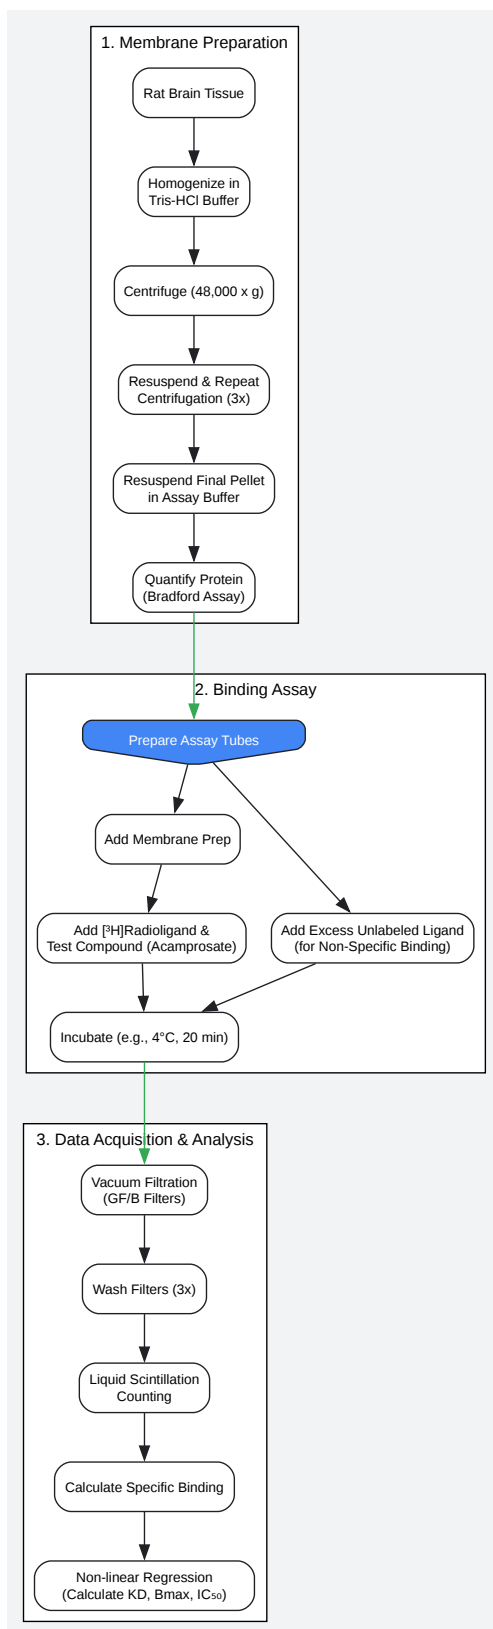 1. Membrane Preparation
Rat Brain Tissue
Homogenize in
Tris-HCl Buffer
Centrifuge (48,000 x g)
Resuspend & Repeat
Centrifugation (3x)
Resuspend Final Pellet
in Assay Buffer
Quantify Protein
(Bradford Assay)
2. Binding Assay
Prepare Assay Tubes
Add Membrane Prep
Add [³H]Radioligand &
Test Compound (Acamprosate)
Add Excess Unlabeled Ligand
(for Non-Specific Binding)
Incubate (e.g., 4°C, 20 min)
3. Data Acquisition & Analysis
Vacuum Filtration
(GF/B Filters)
Wash Filters (3x)
Liquid Scintillation
Counting
Calculate Specific Binding
Non-linear Regression
(Calculate KD, Bmax, IC₅₀)